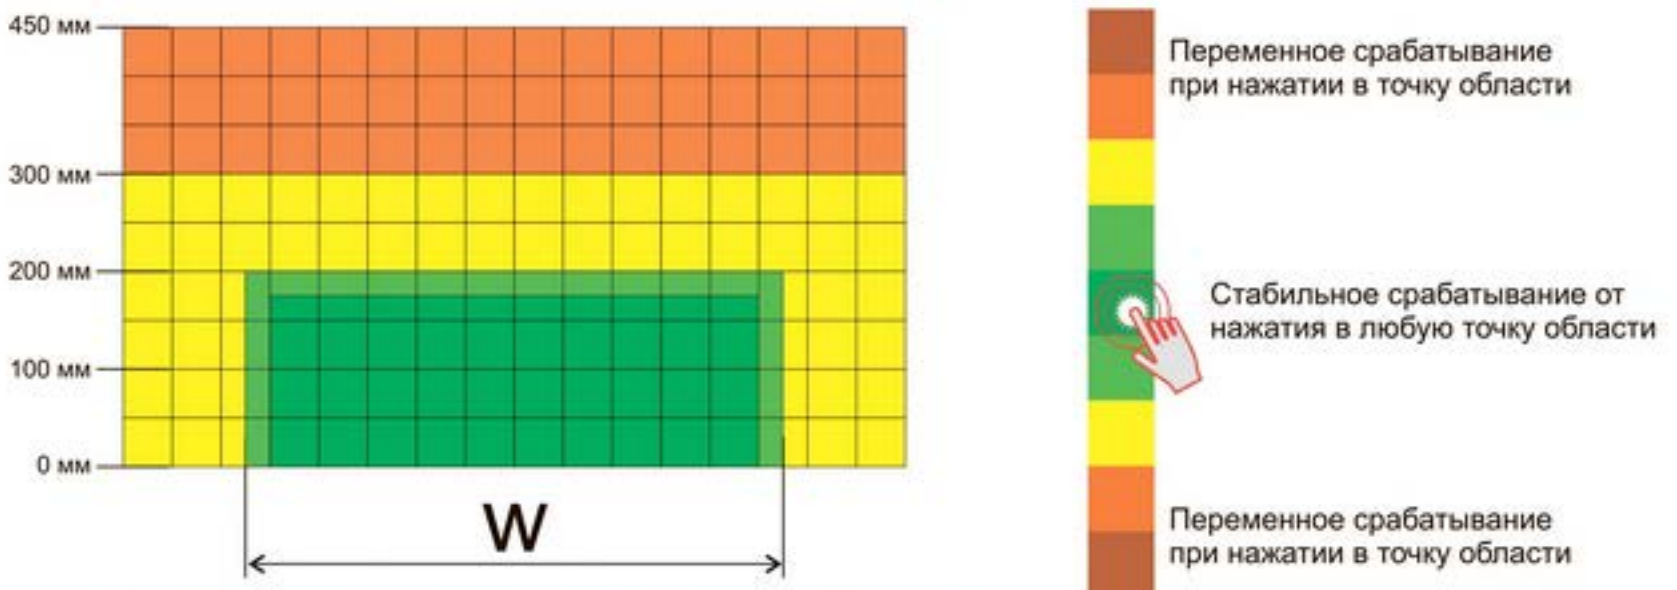 450 мм
300 мм
200 мм
100 мм
0 мм
W
Переменное срабатывание
при нажатии в точку области
Стабильное срабатывание от
нажатия в любую точку области
Переменное срабатывание
при нажатии в точку области